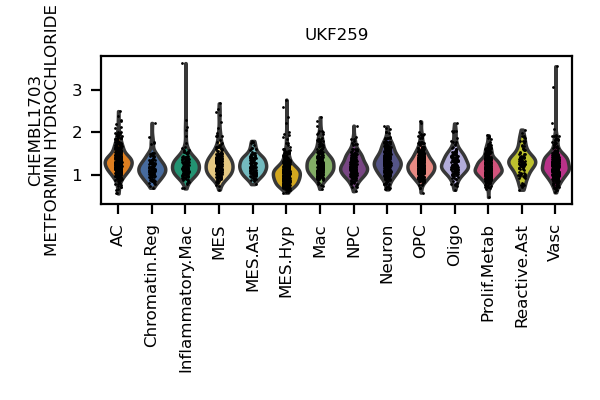 UKF259
CHEMBL1703
METFORMIN HYDROCHLORIDE
3
2
1
AC
Chromatin.Reg
Inflammatory.Mac
MES
MES.Ast
MES.Hyp
Mac
NPC
Neuron
OPC
Oligo
Prolif.Metab
Reactive.Ast
Vasc